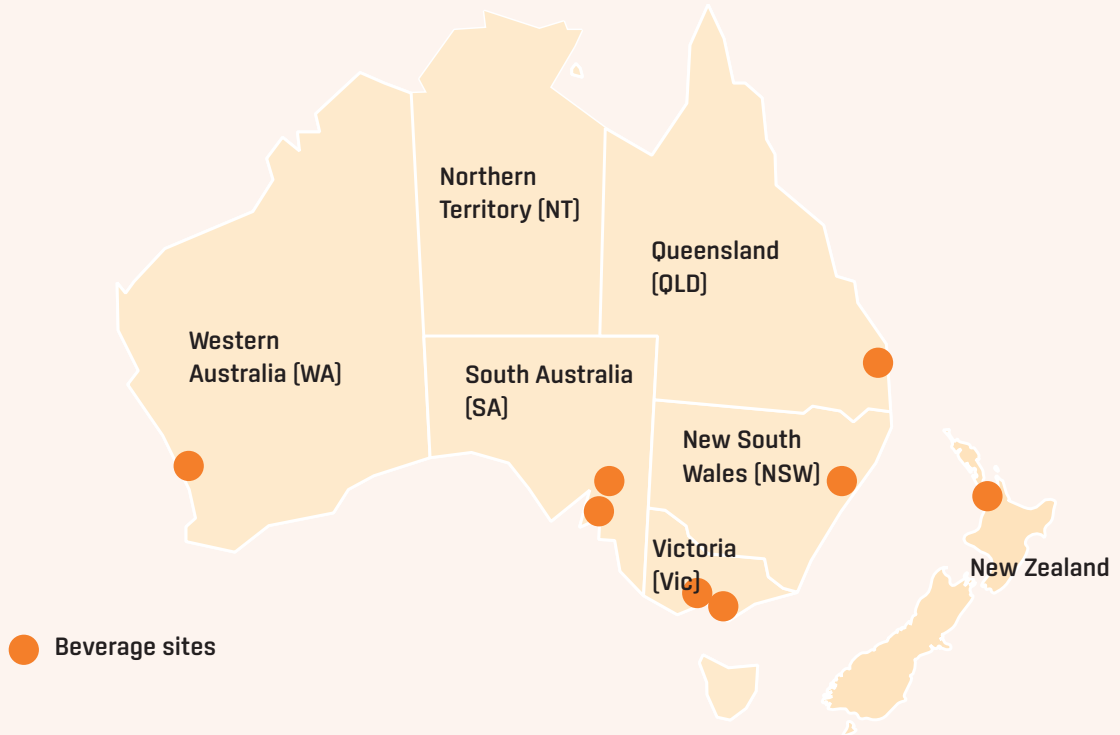 Northern
Territory (NT)
Queensland
(QLD)
Western
Australia (WA)
South Australia
(SA)
New South
Wales (NSW)
Victoria
(Vic)
New Zealand
Beverage sites